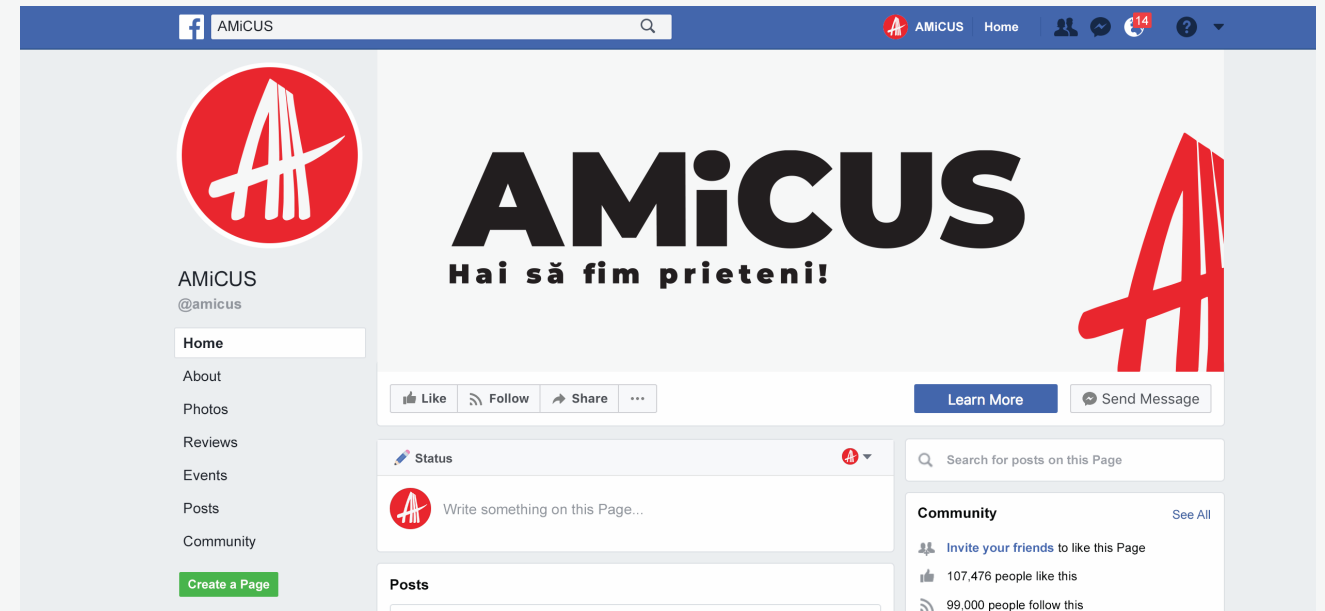 AMiCUS
AMiCUS
Home
14
AMiCUS
Hai să fim prieteni!
AMiCUS
@amicus
Home
About
Photos
Reviews
Events
Posts
Community
Create a Page
Like
Follow
Share
Learn More
Send Message
Status
Write something on this Page...
Posts
Search for posts on this Page
Community
See All
Invite your friends to like this Page
107,476 people like this
99,000 people follow this